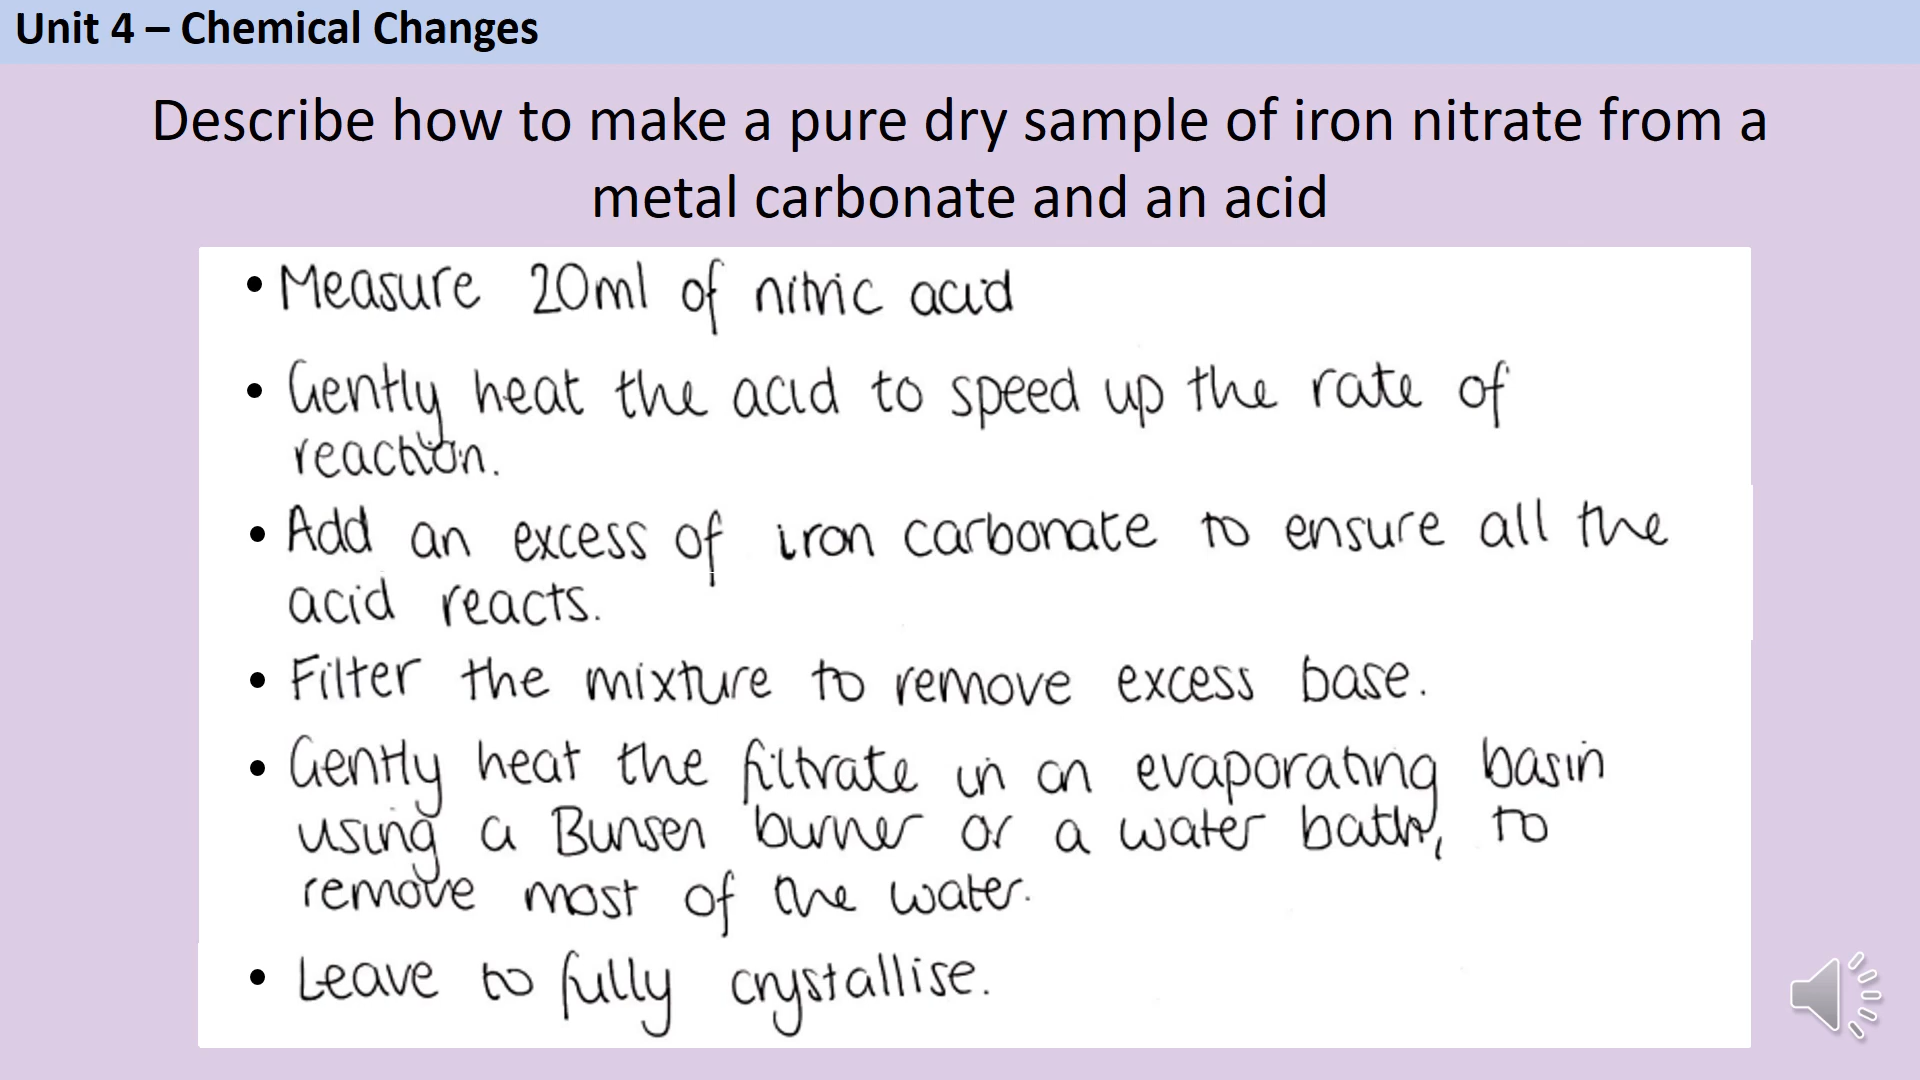 Unit 4 – Chemical Changes
Describe how to make a pure dry sample of iron nitrate from a
metal carbonate and an acid
• Measure 20ml of nitric acid
• Gently heat the acid to speed up the rate of
reaction.
• Add an excess of iron carbonate to ensure all the
acid reacts.
• Filter the mixture to remove excess base.
• Gently heat the filtrate in an evaporating basin
using a Bunsen burner or a water bath, to
remove most of the water.
• Leave to fully crystallise.